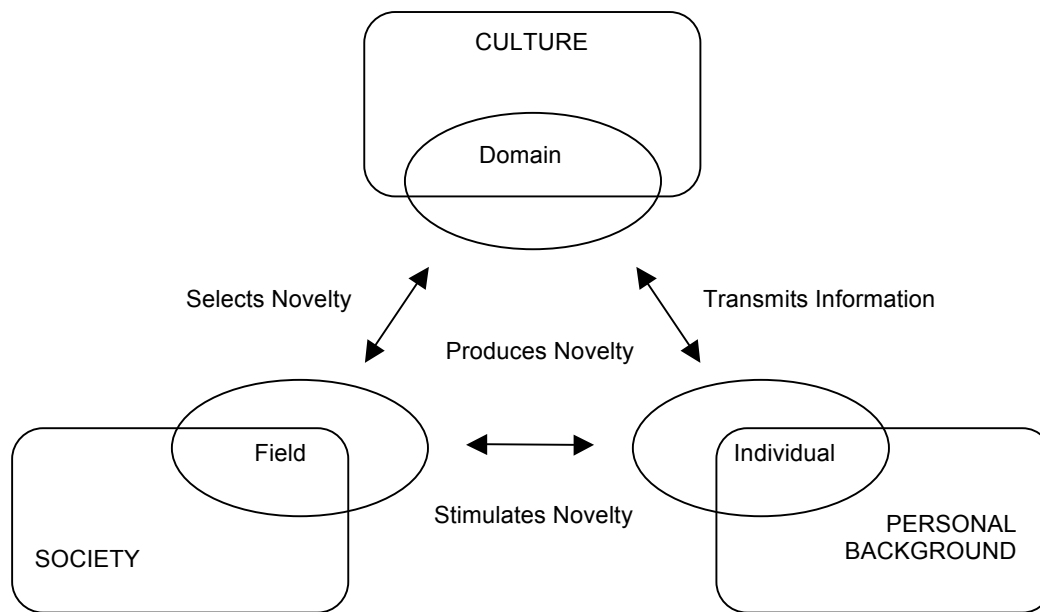 CULTURE
Domain
Selects Novelty
Transmits Information
Produces Novelty
Field
Individual
Stimulates Novelty
PERSONAL
BACKGROUND
SOCIETY